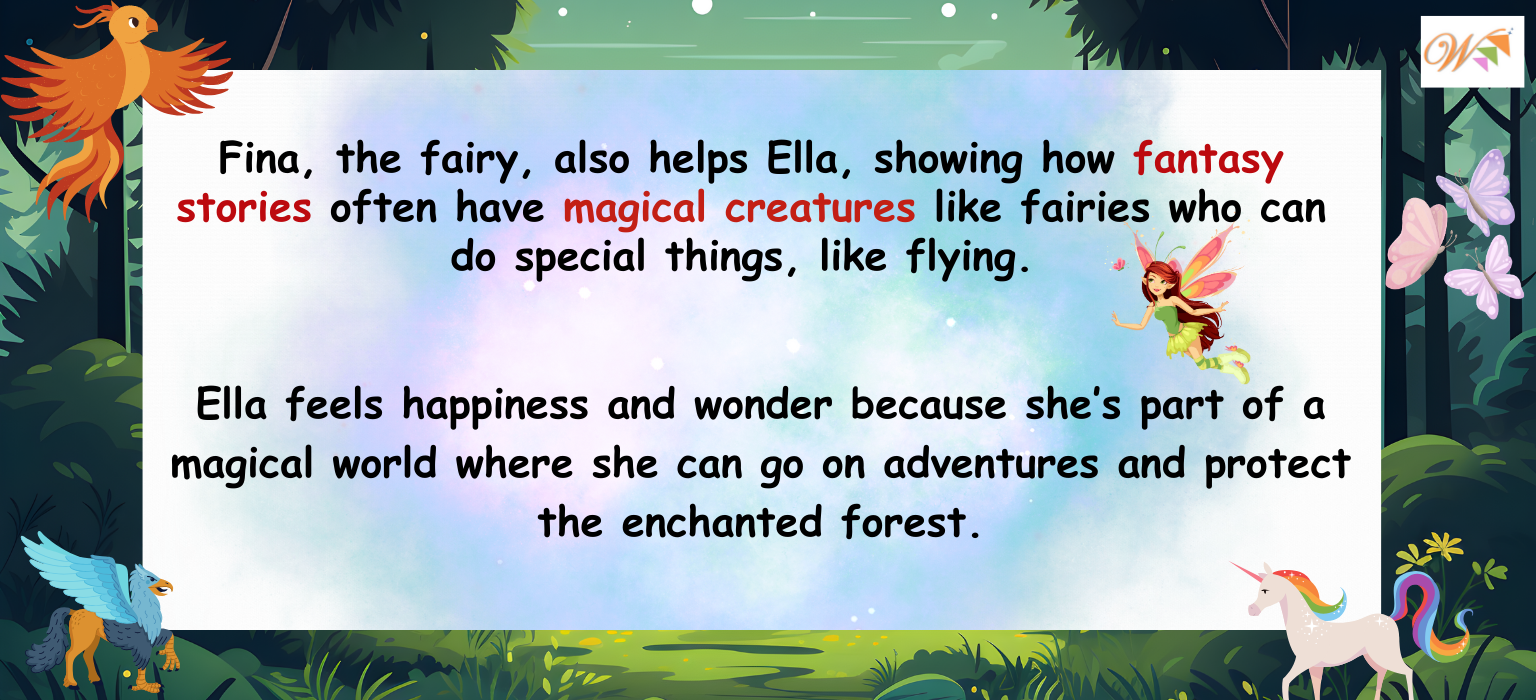 W
Fina, the fairy, also helps Ella, showing how fantasy
stories often have magical creatures like fairies who can
do special things, like flying.
Ella feels happiness and wonder because she's part of a
magical world where she can go on adventures and protect
the enchanted forest.